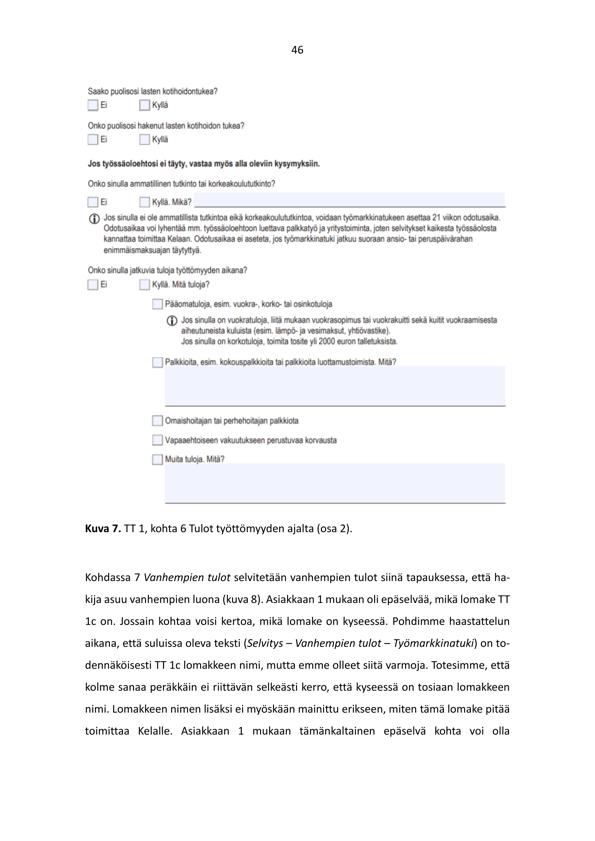 46
Saako puolisosi lasten kotihoidontukea?
Ei Kyllä
Onko puolisosi hakenut lasten kotihoidon tukea?
Ei Kyllä
Jos työssäoloehtosi ei täyty, vastaa myös alla oleviin kysymyksiin.
Onko sinulla ammatillinen tutkinto tai korkeakoulututkinto?
Ei Kyllä. Mikä?
Jos sinulla ei ole ammatillista tutkintoa eikä korkeakoulututkintoa, voidaan työmarkkinatukeen asettaa 21 viikon odotusaika.
Odotusaikaa voi lyhentää mm. työssäoloehtoon luettava palkkatyö ja yritystoiminta, joten selvitykset kaikesta työssäolosta
kannattaa toimittaa Kelaan. Odotusaikaa ei aseteta, jos työmarkkinatuki jatkuu suoraan ansio- tai peruspäivärahan
enimmäismaksuajan täytyttyä.
Onko sinulla jatkuvia tuloja työttömyyden aikana?
Ei Kyllä. Mitä tuloja?
Pääomatuloja, esim. vuokra-, korko- tai osinkotuloja
Jos sinulla on vuokratuloja, liitä mukaan vuokrasopimus tai vuokrakuitti sekä kuitit vuokraamisesta
aiheutuneista kuluista (esim. lämpö- ja vesimaksut, yhtiövastike).
Jos sinulla on korkotuloja, toimita tosite yli 2000 euron talletuksista.
Palkkioita, esim. kokouspalkkioita tai palkkioita luottamustoimista. Mitä?
Omaishoitajan tai perhehoitajan palkkiota
Vapaaehtoiseen vakuutukseen perustuvaa korvausta
Muita tuloja. Mitä?
Kuva 7. TT 1, kohta 6 Tulot työttömyyden ajalta (osa 2).
Kohdassa 7 Vanhempien tulot selvitetään vanhempien tulot siinä tapauksessa, että ha-
kija asuu vanhempien luona (kuva 8). Asiakkaan 1 mukaan oli epäselvää, mikä lomake TT
1c on. Jossain kohtaa voisi kertoa, mikä lomake on kyseessä. Pohdimme haastattelun
aikana, että suluissa oleva teksti (Selvitys – Vanhempien tulot – Työmarkkinatuki) on to-
dennäköisesti TT 1c lomakkeen nimi, mutta emme olleet siitä varmoja. Totesimme, että
kolme sanaa peräkkäin ei riittävän selkeästi kerro, että kyseessä on tosiaan lomakkeen
nimi. Lomakkeen nimen lisäksi ei myöskään mainittu erikseen, miten tämä lomake pitää
toimittaa Kelalle. Asiakkaan 1 mukaan tämänkaltainen epäselvä kohta voi olla